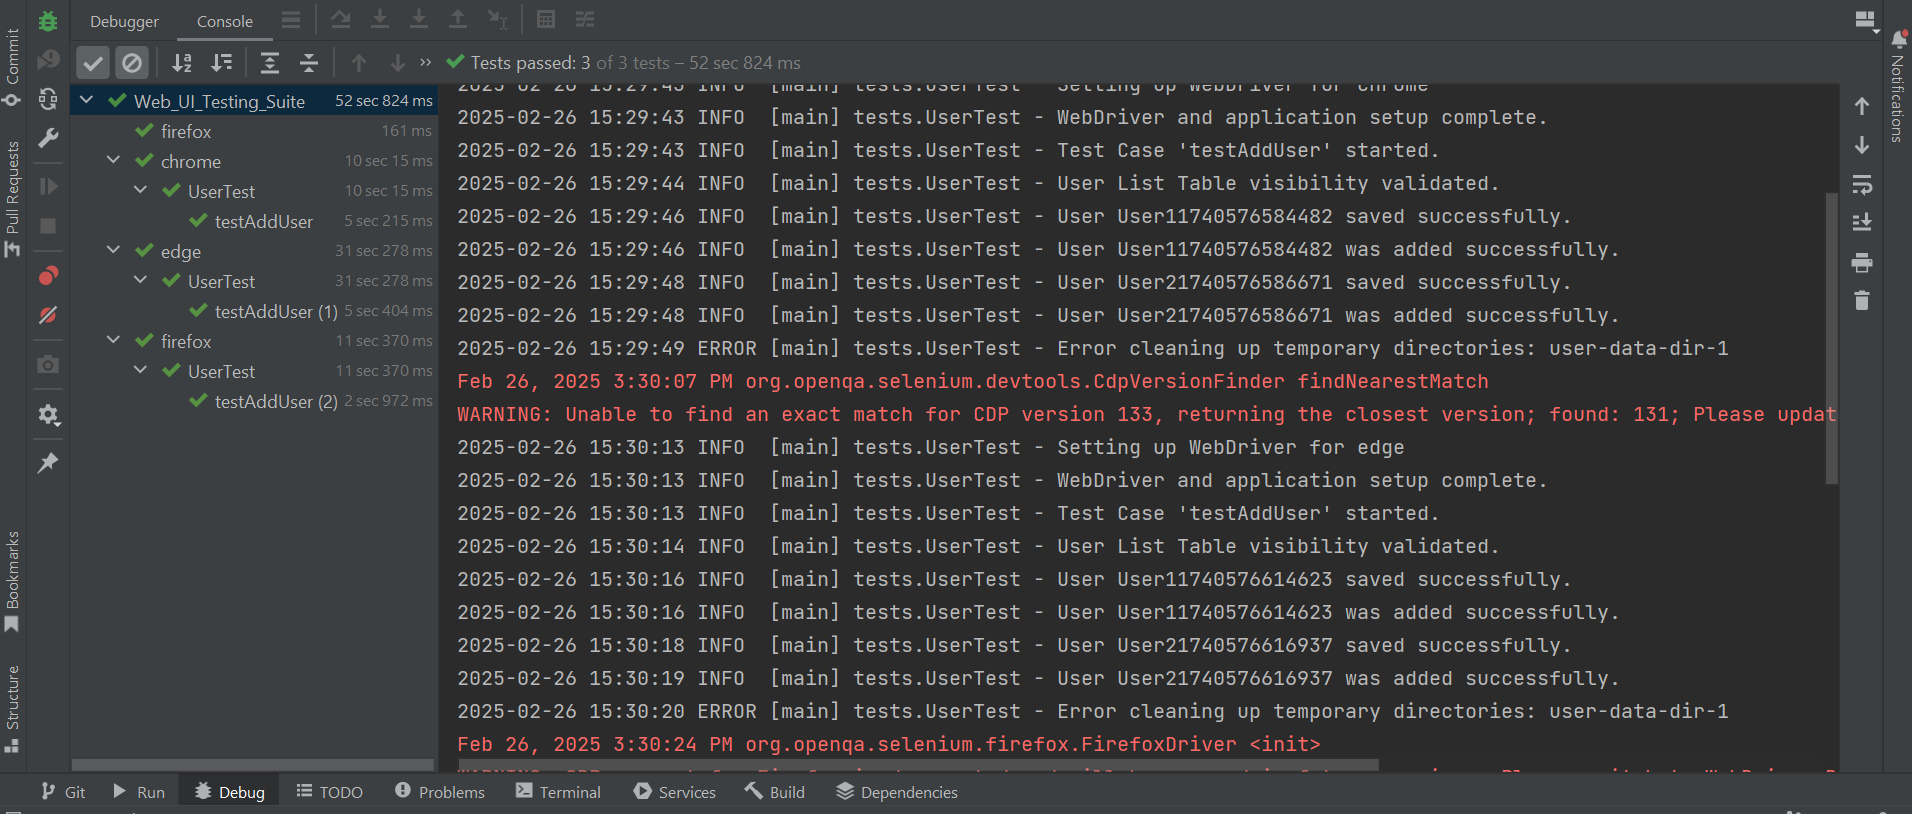 Debugger
Console
Tests passed: 3 of 3 tests – 52 sec 824 ms
Commit
Pull Requests
Bookmarks
Structure
Notifications
Web_UI_Testing_Suite 52 sec 824 ms
firefox 161 ms
chrome 10 sec 15 ms
UserTest 10 sec 15 ms
testAddUser 5 sec 215 ms
edge 31 sec 278 ms
UserTest 31 sec 278 ms
testAddUser (1) 5 sec 404 ms
firefox 11 sec 370 ms
UserTest 11 sec 370 ms
testAddUser (2) 2 sec 972 ms
2025-02-26 15:29:43 INFO [main] tests.UserTest - Setting up WebDriver for chrome
2025-02-26 15:29:43 INFO [main] tests.UserTest - WebDriver and application setup complete.
2025-02-26 15:29:43 INFO [main] tests.UserTest - Test Case 'testAddUser' started.
2025-02-26 15:29:44 INFO [main] tests.UserTest - User List Table visibility validated.
2025-02-26 15:29:46 INFO [main] tests.UserTest - User User11740576584482 saved successfully.
2025-02-26 15:29:46 INFO [main] tests.UserTest - User User11740576584482 was added successfully.
2025-02-26 15:29:48 INFO [main] tests.UserTest - User User21740576586671 saved successfully.
2025-02-26 15:29:48 INFO [main] tests.UserTest - User User21740576586671 was added successfully.
2025-02-26 15:29:49 ERROR [main] tests.UserTest - Error cleaning up temporary directories: user-data-dir-1
Feb 26, 2025 3:30:07 PM org.openqa.selenium.devtools.CdpVersionFinder findNearestMatch
WARNING: Unable to find an exact match for CDP version 133, returning the closest version; found: 131; Please updat
2025-02-26 15:30:13 INFO [main] tests.UserTest - Setting up WebDriver for edge
2025-02-26 15:30:13 INFO [main] tests.UserTest - WebDriver and application setup complete.
2025-02-26 15:30:13 INFO [main] tests.UserTest - Test Case 'testAddUser' started.
2025-02-26 15:30:14 INFO [main] tests.UserTest - User List Table visibility validated.
2025-02-26 15:30:16 INFO [main] tests.UserTest - User User11740576614623 saved successfully.
2025-02-26 15:30:16 INFO [main] tests.UserTest - User User11740576614623 was added successfully.
2025-02-26 15:30:18 INFO [main] tests.UserTest - User User21740576616937 saved successfully.
2025-02-26 15:30:19 INFO [main] tests.UserTest - User User21740576616937 was added successfully.
2025-02-26 15:30:20 ERROR [main] tests.UserTest - Error cleaning up temporary directories: user-data-dir-1
Feb 26, 2025 3:30:24 PM org.openqa.selenium.firefox.FirefoxDriver <init>
Git
Run
Debug
TODO
Problems
Terminal
Services
Build
Dependencies